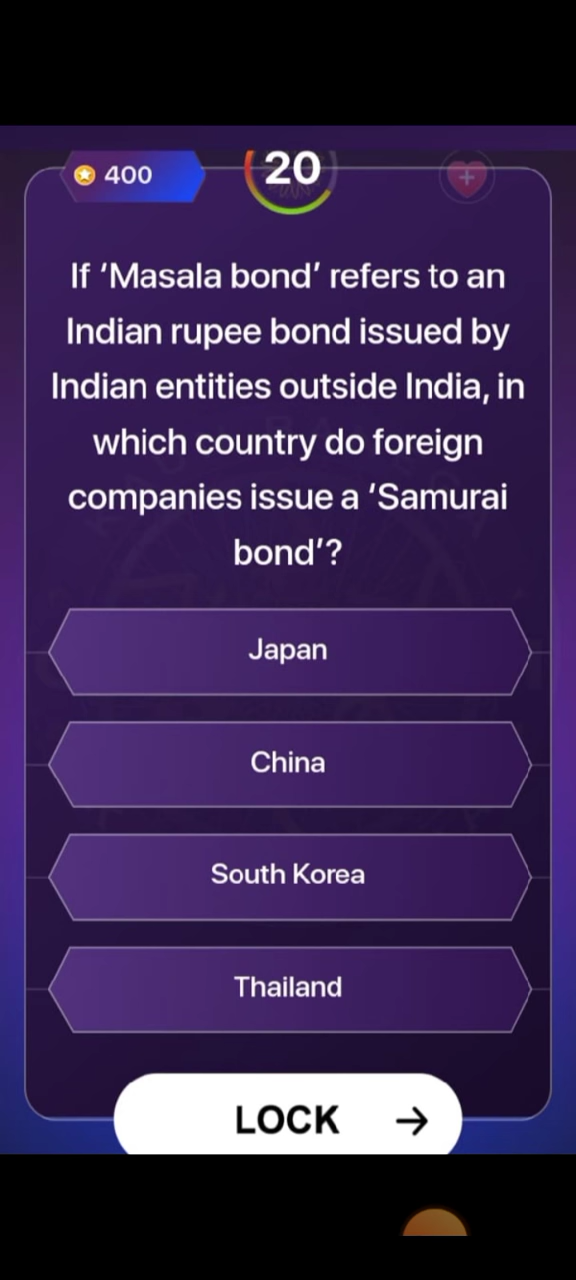 400
20
If ‘Masala bond’ refers to an
Indian rupee bond issued by
Indian entities outside India, in
which country do foreign
companies issue a ‘Samurai
bond’?
Japan
China
South Korea
Thailand
LOCK →